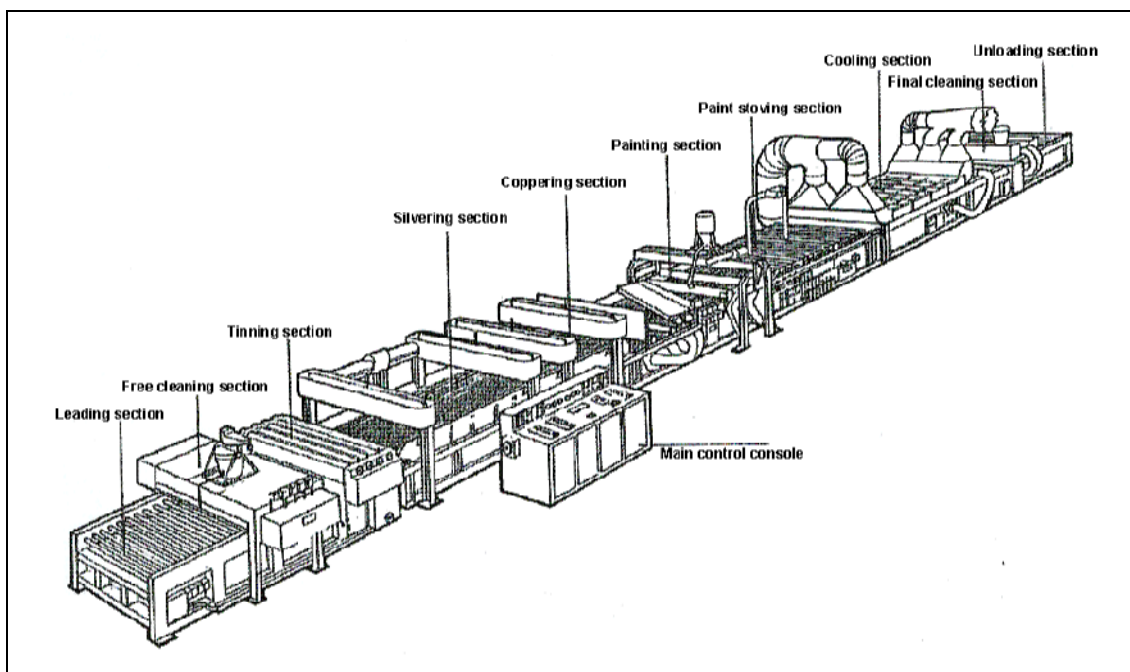 Unloading section
Cooling section
Final cleaning section
Paint stoving section
Painting section
Coppering section
Silvering section
Tinning section
Free cleaning section
Leading section
Main control console